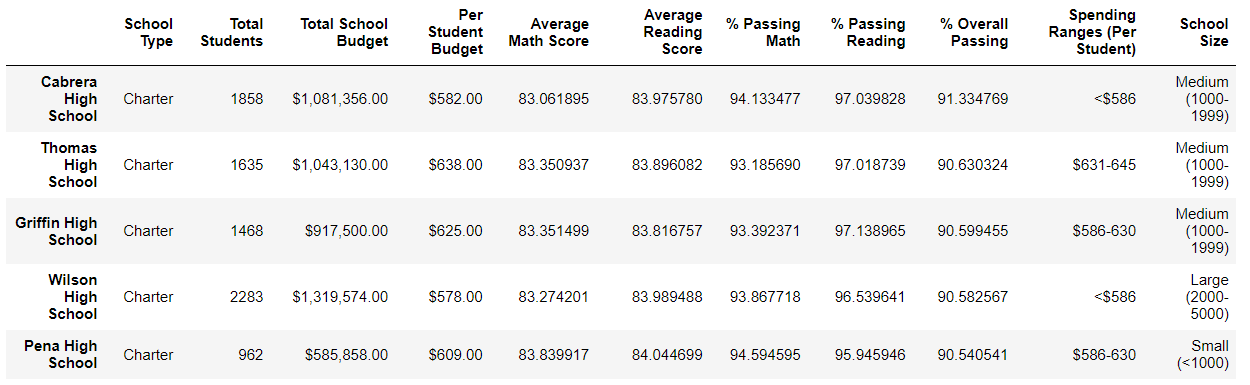 School Type Total Students Total School Budget Per Student Budget Average Math Score Average Reading Score % Passing Math % Passing Reading % Overall Passing Spending Ranges (Per Student) School Size
Cabrera High School Charter 1858 $1,081,356.00 $582.00 83.061895 83.975780 94.133477 97.039828 91.334769 <$586 Medium (1000-1999)
Thomas High School Charter 1635 $1,043,130.00 $638.00 83.350937 83.896082 93.185690 97.018739 90.630324 $631-645 Medium (1000-1999)
Griffin High School Charter 1468 $917,500.00 $625.00 83.351499 83.816757 93.392371 97.138965 90.599455 $586-630 Medium (1000-1999)
Wilson High School Charter 2283 $1,319,574.00 $578.00 83.274201 83.989488 93.867718 96.539641 90.582567 <$586 Large (2000-5000)
Pena High School Charter 962 $585,858.00 $609.00 83.839917 84.044699 94.594595 95.945946 90.540541 $586-630 Small (<1000)